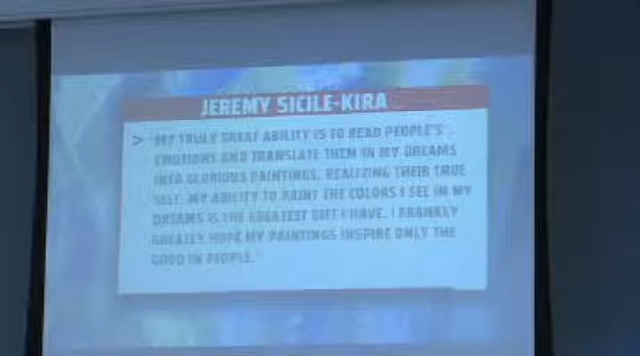 JEREMY SICILE-KIRA
> "MY TRULY GREAT ABILITY IS TO READ PEOPLE'S
EMOTIONS AND TRANSLATE THEM IN MY DREAMS
INTO GLORIOUS PAINTINGS, REALIZING THEIR TRUE
SELF. MY ABILITY TO PAINT THE COLORS I SEE IN MY
DREAMS IS THE GREATEST GIFT I HAVE. I FRANKLY
GREATLY HOPE MY PAINTINGS INSPIRE ONLY THE
GOOD IN PEOPLE."